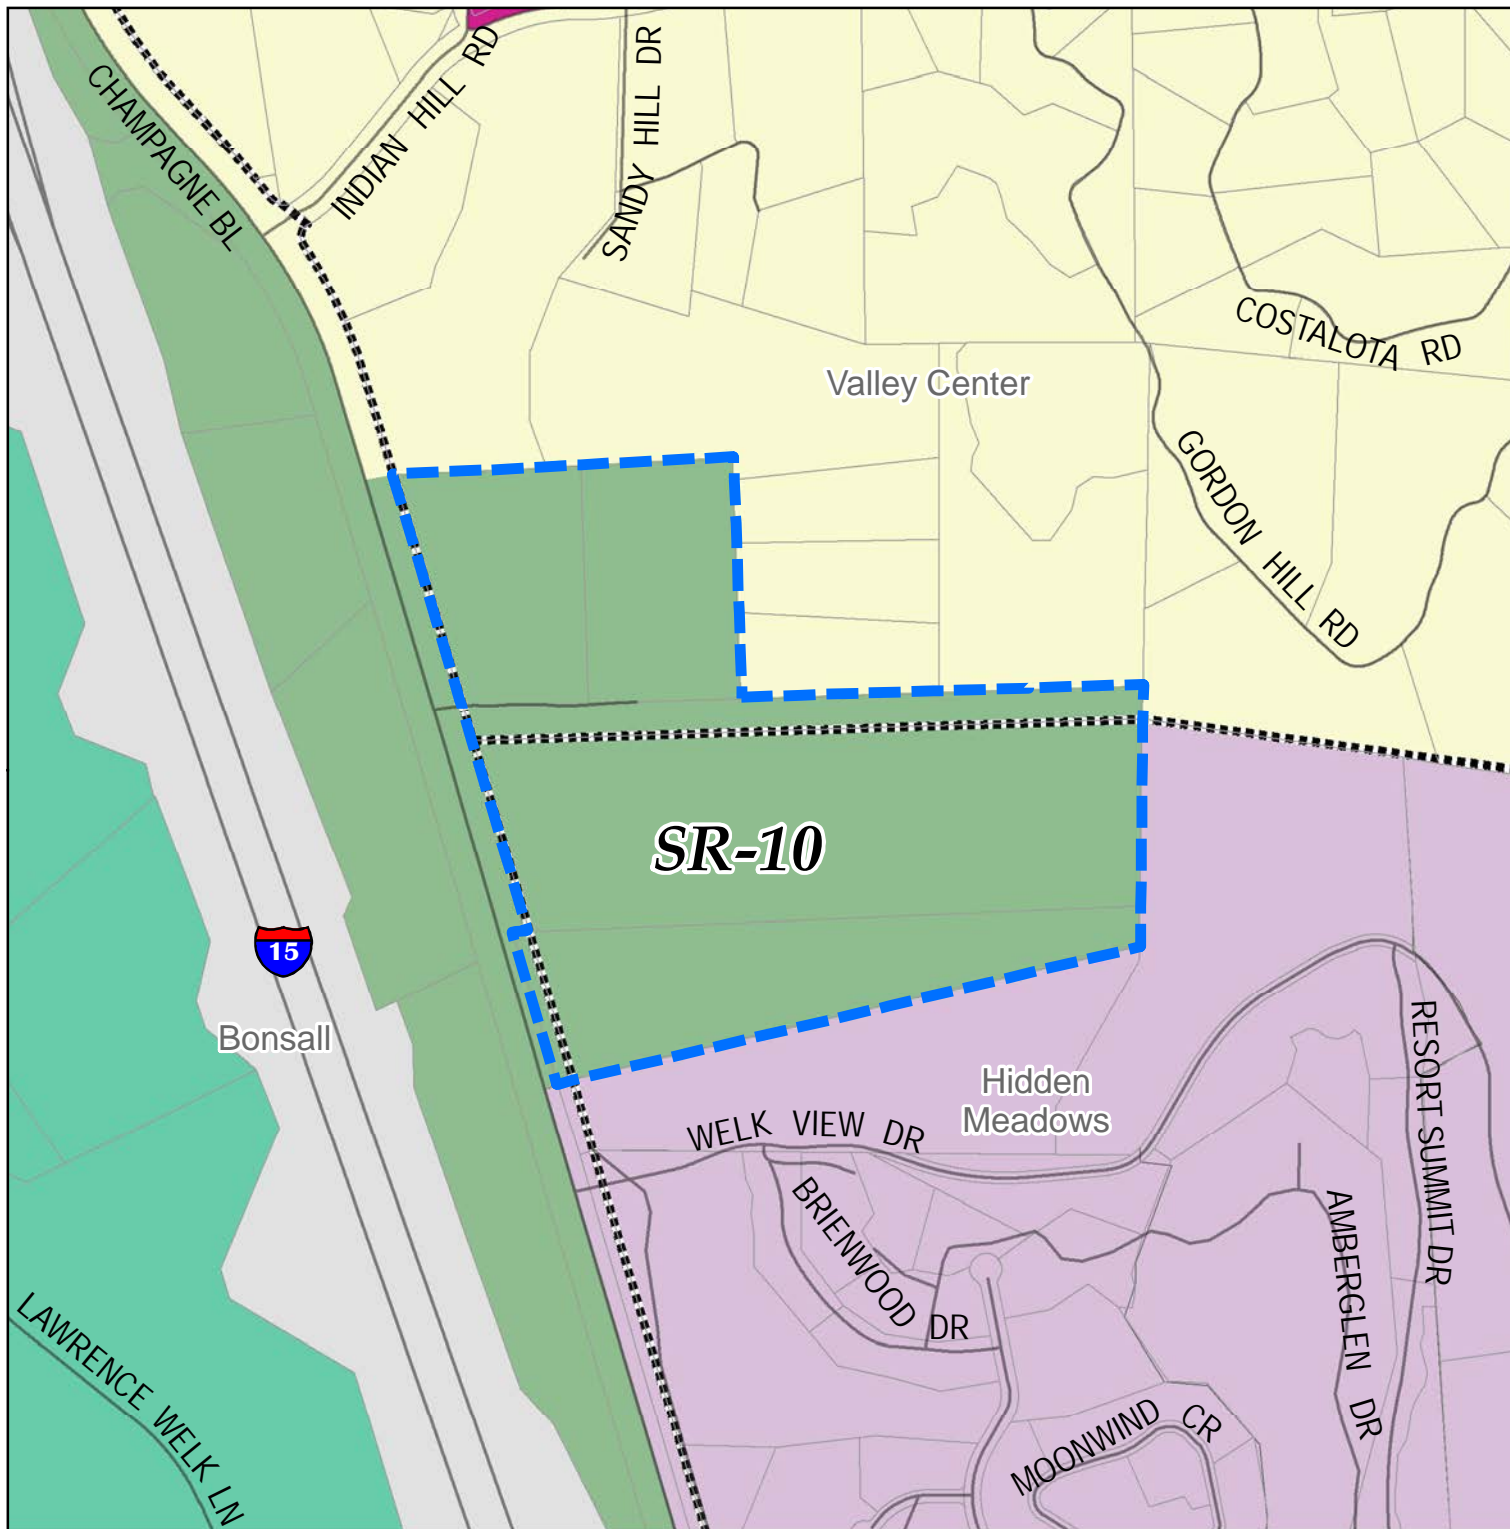 CHAMPAGNE BL
INDIAN HILL RD
SANDY HILL DR
COSTALOTA RD
Valley Center
GORDON HILL RD
SR-10
15
Bonsall
Hidden
Meadows
WELK VIEW DR
RESORT SUMMIT DR
BRIENWOOD DR
AMBERGLEN DR
LAWRENCE WELK LN
MOONWIND CR